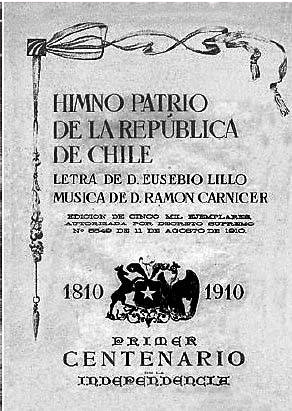 HIMNO PATRIO
DE LA REPÚBLICA
DE CHILE
LETRA DE D. EUSEBIO LILLO
MUSICA DE D. RAMON CARNICER
EDICION DE CINCO MIL EJEMPLARES
AUTORIZADA POR DECRETO SUPREMO
Nº 5549 DE 11 DE AGOSTO DE 1910.
1810 1910
PRIMER
CENTENARIO
DE LA
INDEPENDENCIA